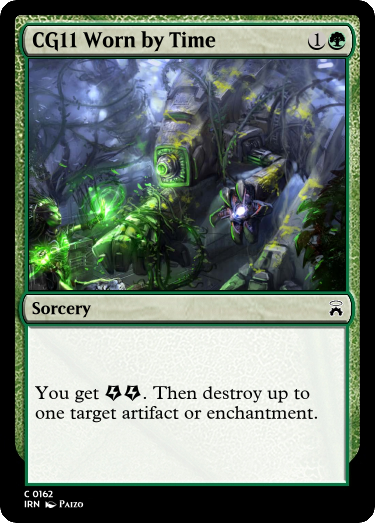 CG11 Worn by Time 1
Sorcery
You get. Then destroy up to
one target artifact or enchantment.
C 0162
IRN Paizo